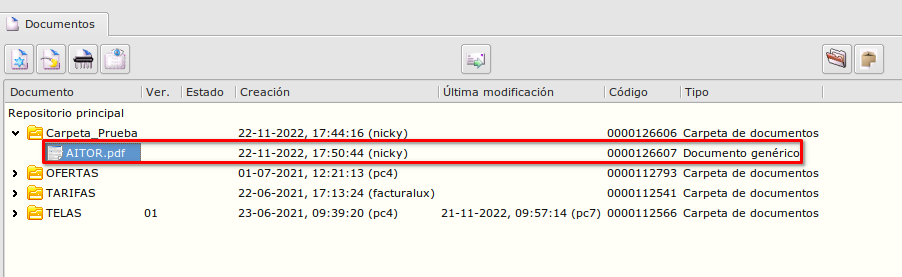 Documentos
Documento Ver. Estado Creación Última modificación Código Tipo
Repositorio principal
Carpeta_Prueba 22-11-2022, 17:44:16 (nicky) 0000126606 Carpeta de documentos
AITOR.pdf 22-11-2022, 17:50:44 (nicky) 0000126607 Documento genérico
OFERTAS 01-07-2021, 12:21:13 (pc4) 0000112793 Carpeta de documentos
TARIFAS 22-06-2021, 17:13:24 (facturalux) 0000112541 Carpeta de documentos
TELAS 01 23-06-2021, 09:39:20 (pc4) 21-11-2022, 09:57:14 (pc7) 0000112566 Carpeta de documentos